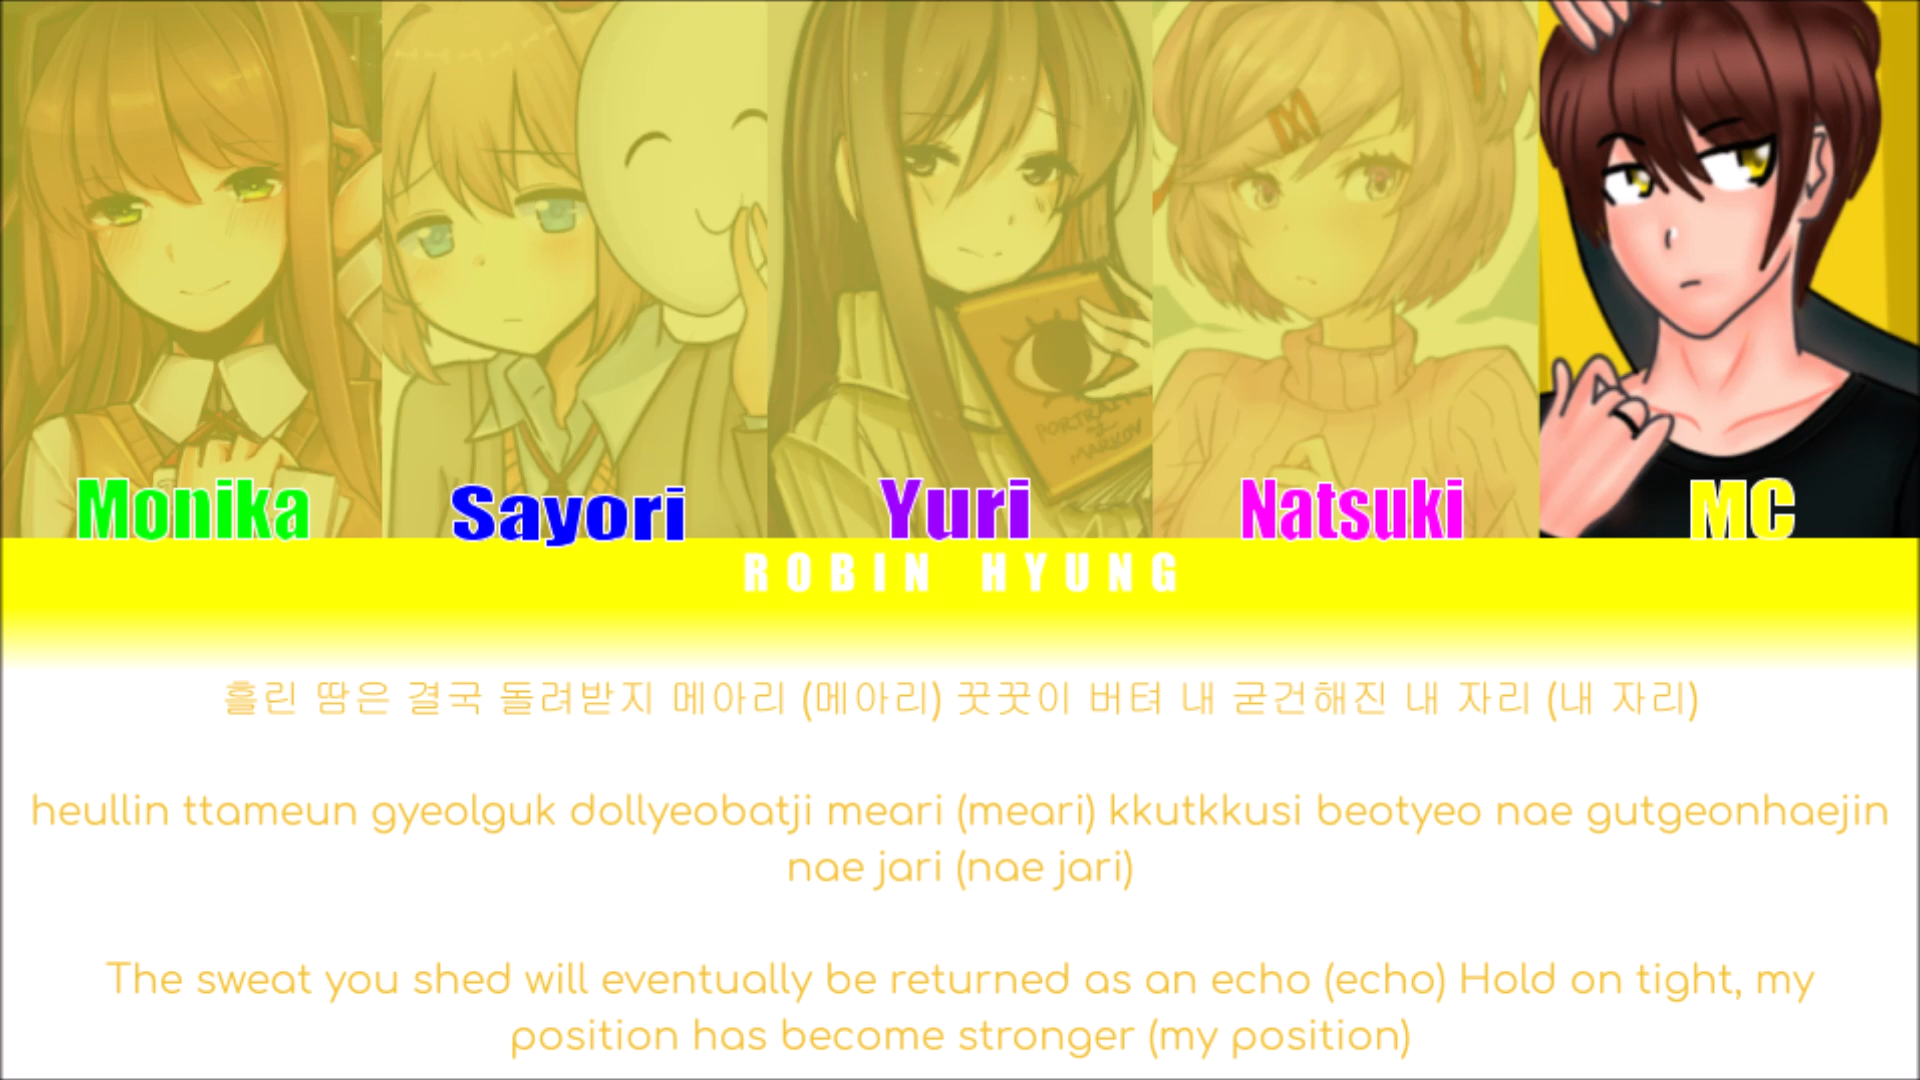 PORTRAIT
of
MARKOV
Monika
Sayori
Yuri
Natsuki
MC
ROBIN HYUNG
흘린 땀은 결국 돌려받지 메아리 (메아리) 꿋꿋이 버텨 내 굳건해진 내 자리 (내 자리)
heullin ttameun gyeolguk dollyeobatji meari (meari) kkutkkusi beotyeo nae gutgeonhaejin
nae jari (nae jari)
The sweat you shed will eventually be returned as an echo (echo) Hold on tight, my
position has become stronger (my position)